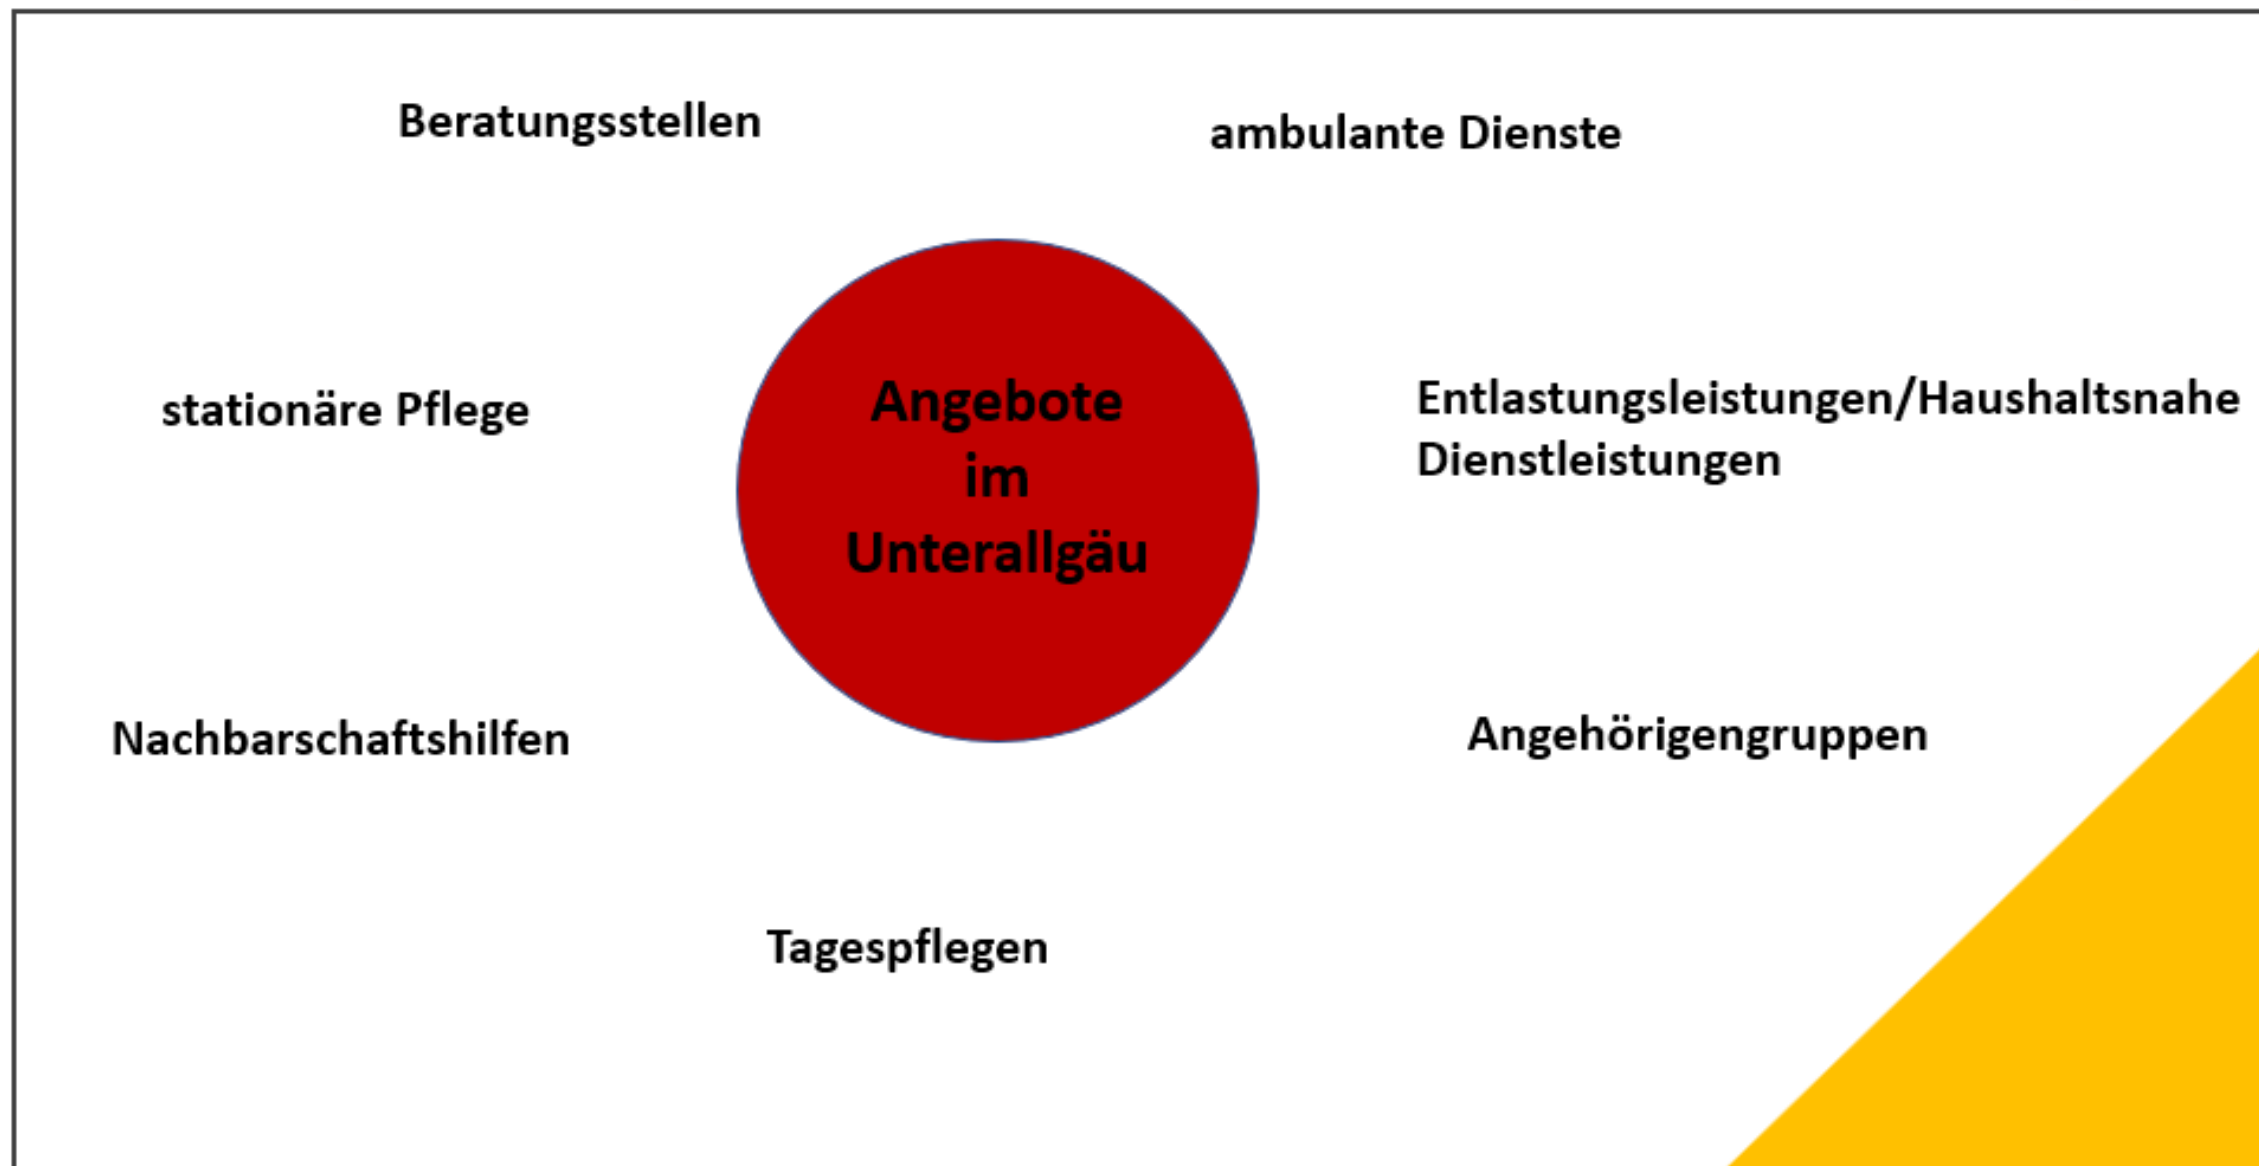 Beratungsstellen
ambulante Dienste
stationäre Pflege
Angebote
im
Unterallgäu
Entlastungsleistungen/Haushaltsnahe
Dienstleistungen
Nachbarschaftshilfen
Angehörigengruppen
Tagespflegen